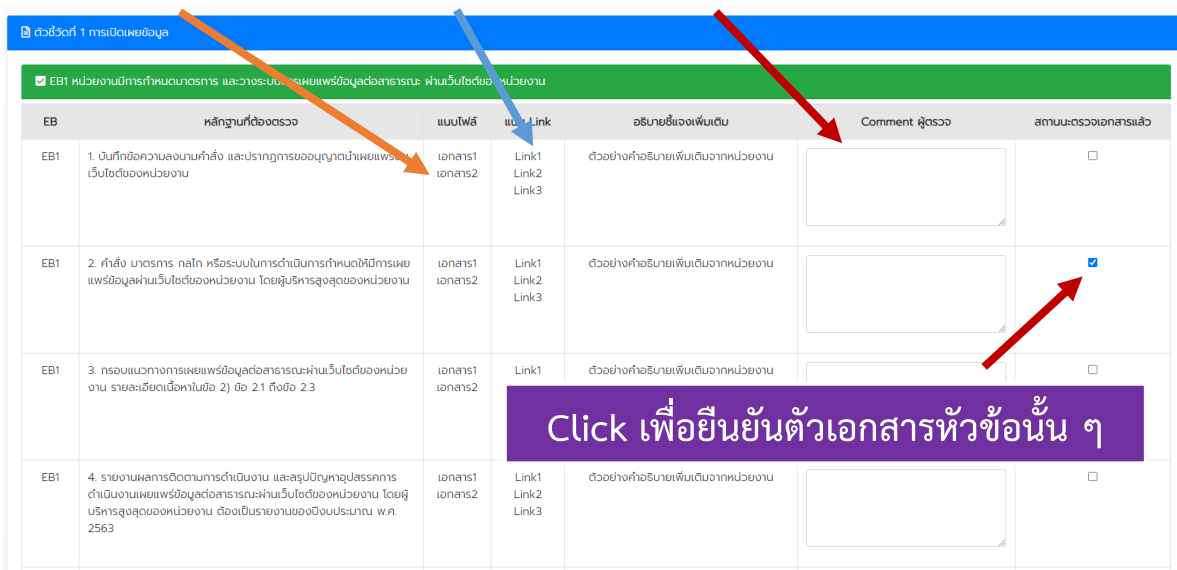 ตัวชี้วัดที่ 1 การเปิดเผยข้อมูล
EB1 หน่วยงานมีการกำหนดมาตรการ และวางระบบการเผยแพร่ข้อมูลต่อสาธารณะ ผ่านเว็บไซต์ของหน่วยงาน
EB หลักฐานที่ต้องตรวจ แนบไฟล์ แนบ Link อธิบายชี้แจงเพิ่มเติม Comment ผู้ตรวจ สถานนะตรวจเอกสารแล้ว
EB1 1. บันทึกข้อความลงนามคำสั่ง และปรากฏการขออนุญาตนำเผยแพร่บน เอกสาร1 Link1 ตัวอย่างคำอธิบายเพิ่มเติมจากหน่วยงาน
เว็บไซต์ของหน่วยงาน เอกสาร2 Link2
Link3
EB1 2. คำสั่ง มาตรการ กลไก หรือระบบในการดำเนินการกำหนดให้มีการเผย เอกสาร1 Link1 ตัวอย่างคำอธิบายเพิ่มเติมจากหน่วยงาน
แพร่ข้อมูลผ่านเว็บไซต์ของหน่วยงาน โดยผู้บริหารสูงสุดของหน่วยงาน เอกสาร2 Link2
Link3
EB1 3. กรอบแนวทางการเผยแพร่ข้อมูลต่อสาธารณะผ่านเว็บไซต์ของหน่วย เอกสาร1 Link1 ตัวอย่างคำอธิบายเพิ่มเติมจากหน่วยงาน
งาน รายละเอียดเนื้อหาในข้อ 2) ข้อ 2.1 ถึงข้อ 2.3 เอกสาร2
Click เพื่อยืนยันตัวเอกสารหัวข้อนั้น ๆ
EB1 4. รายงานผลการติดตามการดำเนินงาน และสรุปปัญหาอุปสรรคการ เอกสาร1 Link1 ตัวอย่างคำอธิบายเพิ่มเติมจากหน่วยงาน
ดำเนินงานเผยแพร่ข้อมูลต่อสาธารณะผ่านเว็บไซต์ของหน่วยงาน โดยผู้ เอกสาร2 Link2
บริหารสูงสุดของหน่วยงาน ต้องเป็นรายงานของปีงบประมาณ พ.ศ. Link3
2563